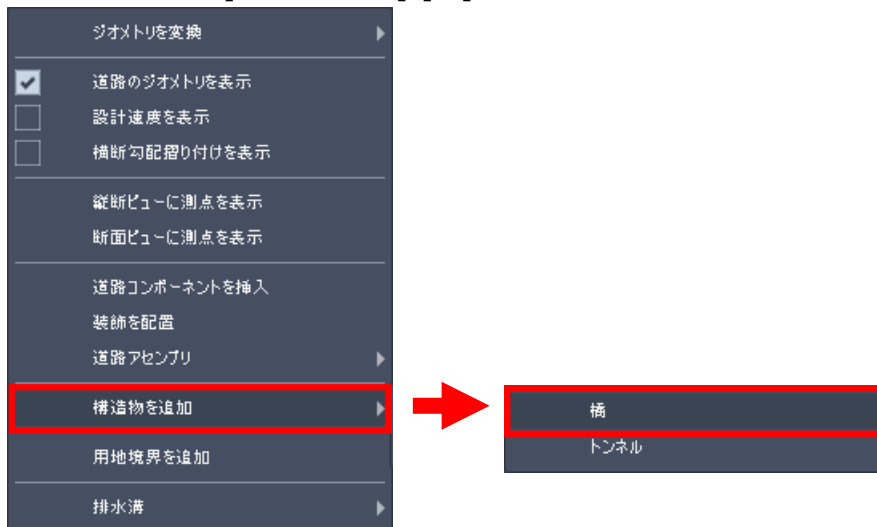 ジオメトリを変換
道路のジオメトリを表示
設計速度を表示
横断勾配摺り付けを表示
縦断ビューに測点を表示
断面ビューに測点を表示
道路コンポーネントを挿入
装飾を配置
道路アセンブリ
構造物を追加
用地境界を追加
排水溝
橋
トンネル